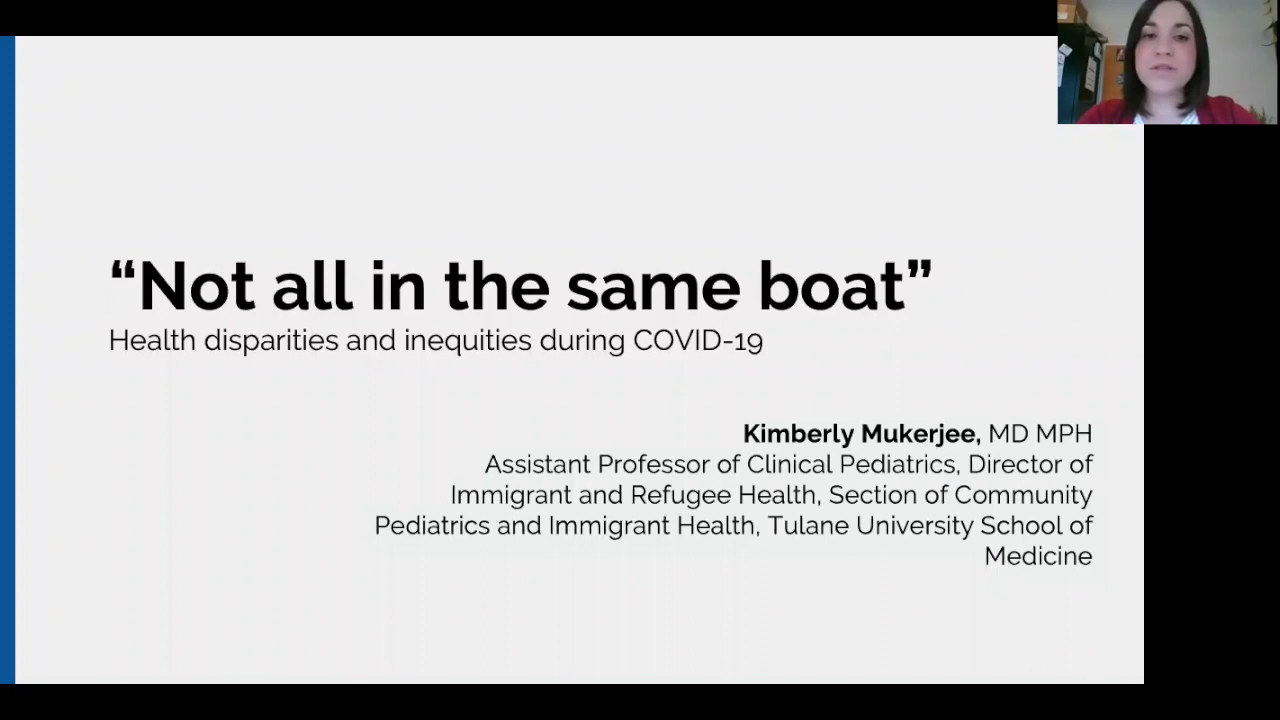 “Not all in the same boat”
Health disparities and inequities during COVID-19
Kimberly Mukerjee, MD MPH
Assistant Professor of Clinical Pediatrics, Director of
Immigrant and Refugee Health, Section of Community
Pediatrics and Immigrant Health, Tulane University School of
Medicine